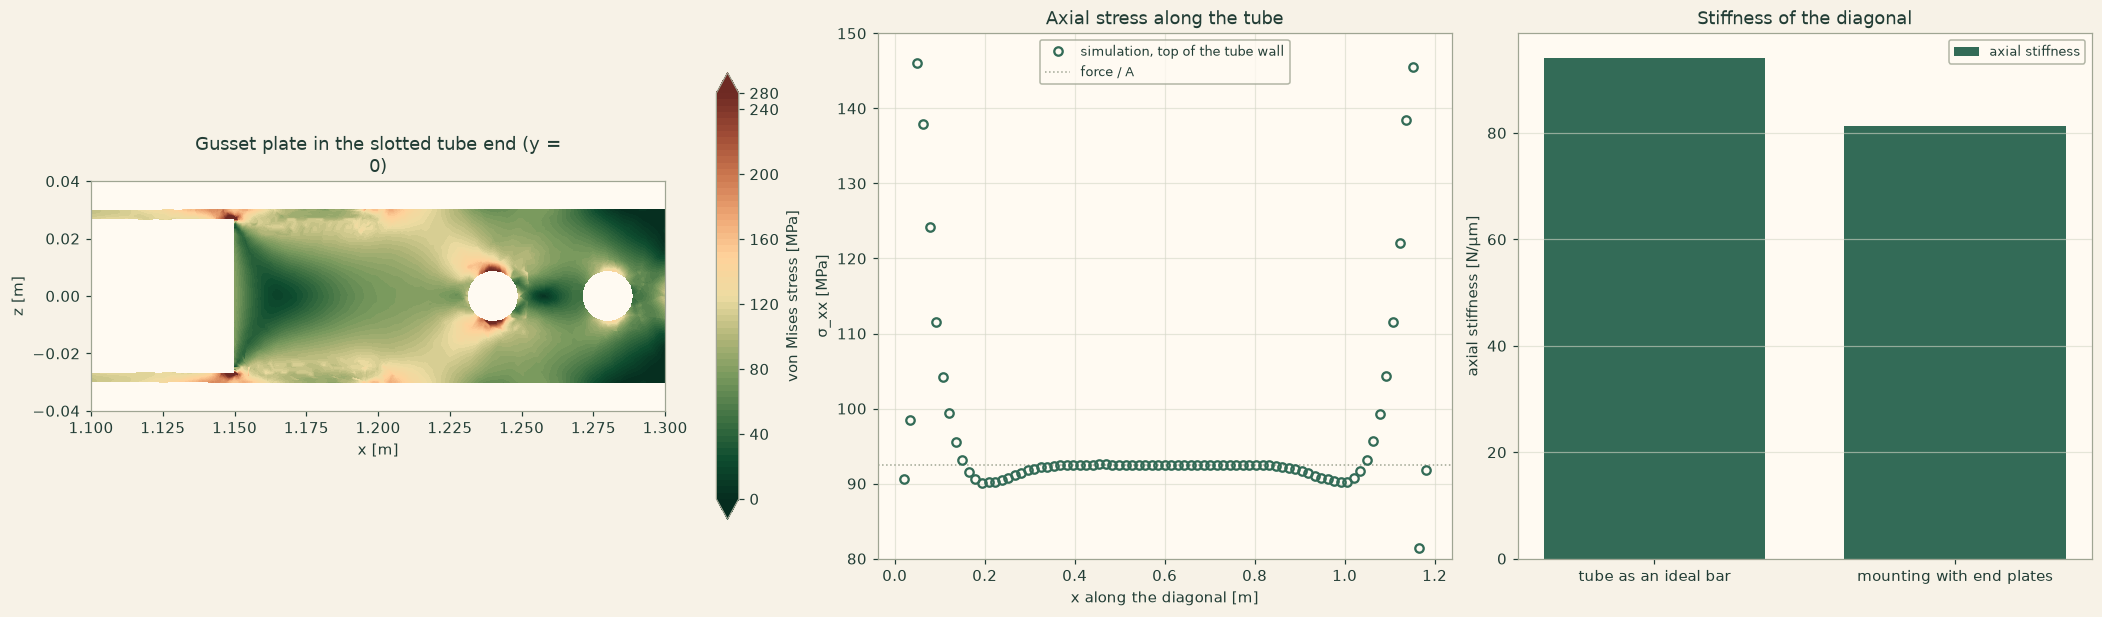 Gusset plate in the slotted tube end (y =
0)
0.04
0.02
0.00
−0.02
−0.04
z [m]
1.100 1.125 1.150 1.175 1.200 1.225 1.250 1.275 1.300
x [m]
280
240
200
160
120
80
40
0
von Mises stress [MPa]
Axial stress along the tube
simulation, top of the tube wall
force / A
150
140
130
120
110
100
90
80
σ_xx [MPa]
0.0 0.2 0.4 0.6 0.8 1.0 1.2
x along the diagonal [m]
Stiffness of the diagonal
axial stiffness
80
60
40
20
0
axial stiffness [N/µm]
tube as an ideal bar mounting with end plates